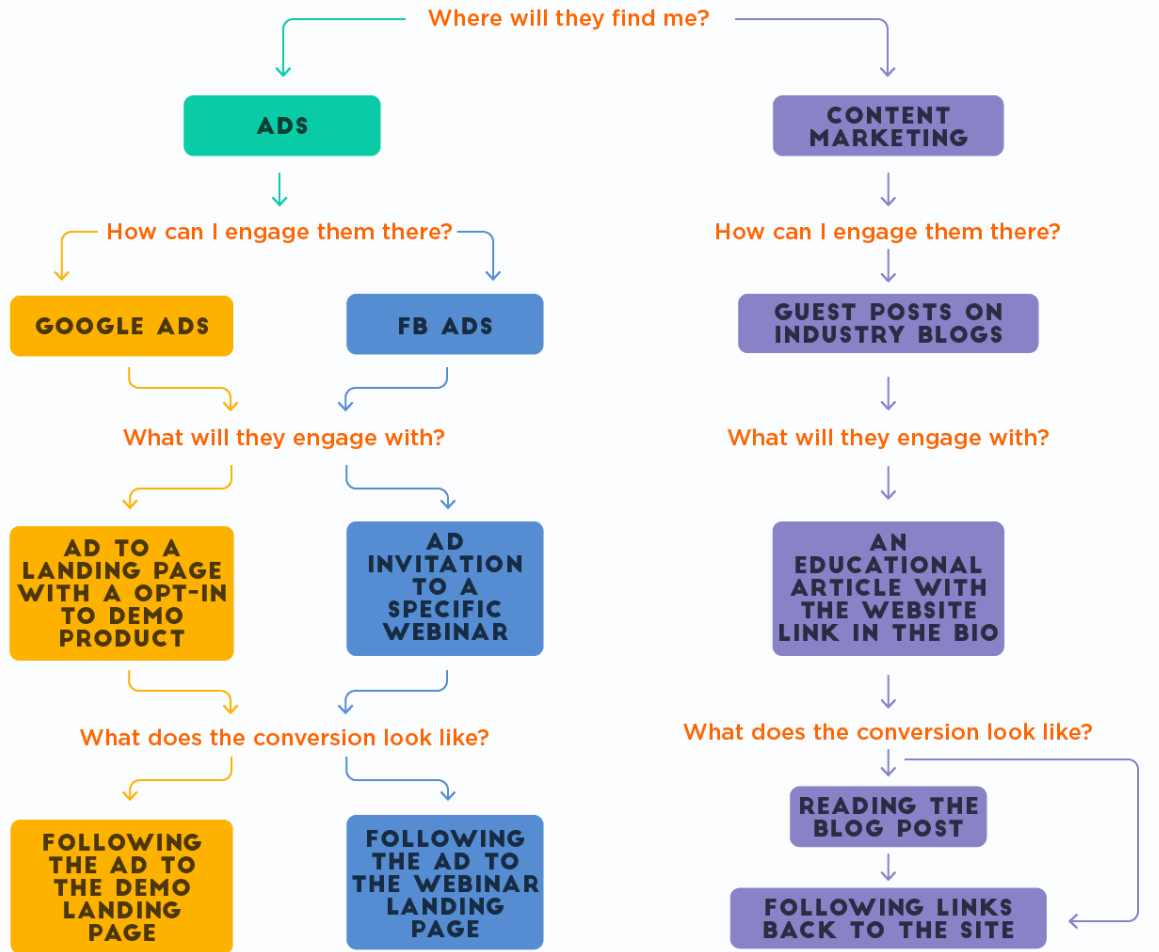 Where will they find me?
ADS
CONTENT
MARKETING
How can I engage them there?
How can I engage them there?
GOOGLE ADS
FB ADS
GUEST POSTS ON
INDUSTRY BLOGS
What will they engage with?
What will they engage with?
AD TO A
LANDING PAGE
WITH A OPT-IN
TO DEMO
PRODUCT
AD
INVITATION
TO A
SPECIFIC
WEBINAR
AN
EDUCATIONAL
ARTICLE WITH
THE WEBSITE
LINK IN THE BIO
What does the conversion look like?
What does the conversion look like?
FOLLOWING
THE AD TO
THE DEMO
LANDING
PAGE
FOLLOWING
THE AD TO
THE WEBINAR
LANDING
PAGE
READING THE
BLOG POST
FOLLOWING LINKS
BACK TO THE SITE